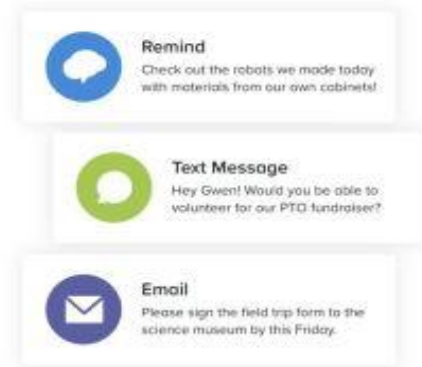 Remind
Check out the robots we made today
with materials from our own cabinets!
Text Message
Hey Gwen! Would you be able to
volunteer for our PTO fundraiser?
Email
Please sign the field trip form to the
science museum by this Friday.